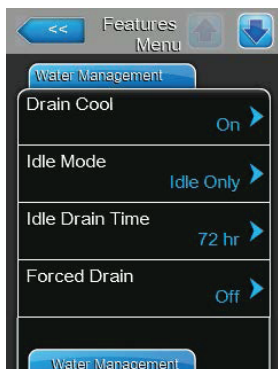 <<
Features
Menu
Water Management
Drain Cool
On
Idle Mode
Idle Only
Idle Drain Time
72 hr
Forced Drain
Off
Water Management